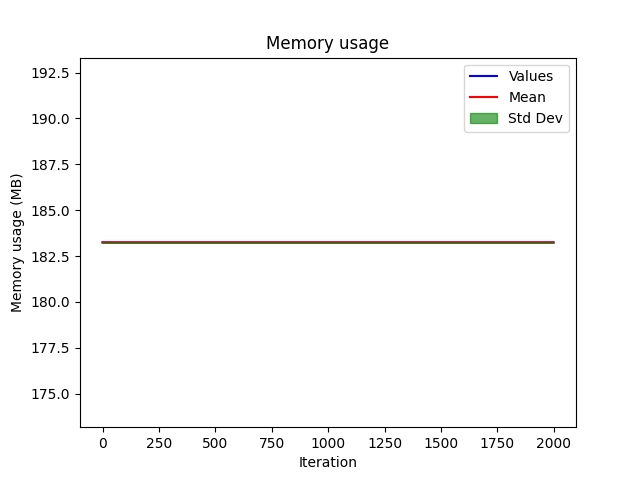 Memory usage
Values
Mean
Std Dev
192.5
190.0
187.5
185.0
182.5
180.0
177.5
175.0
Memory usage (MB)
0 250 500 750 1000 1250 1500 1750 2000
Iteration